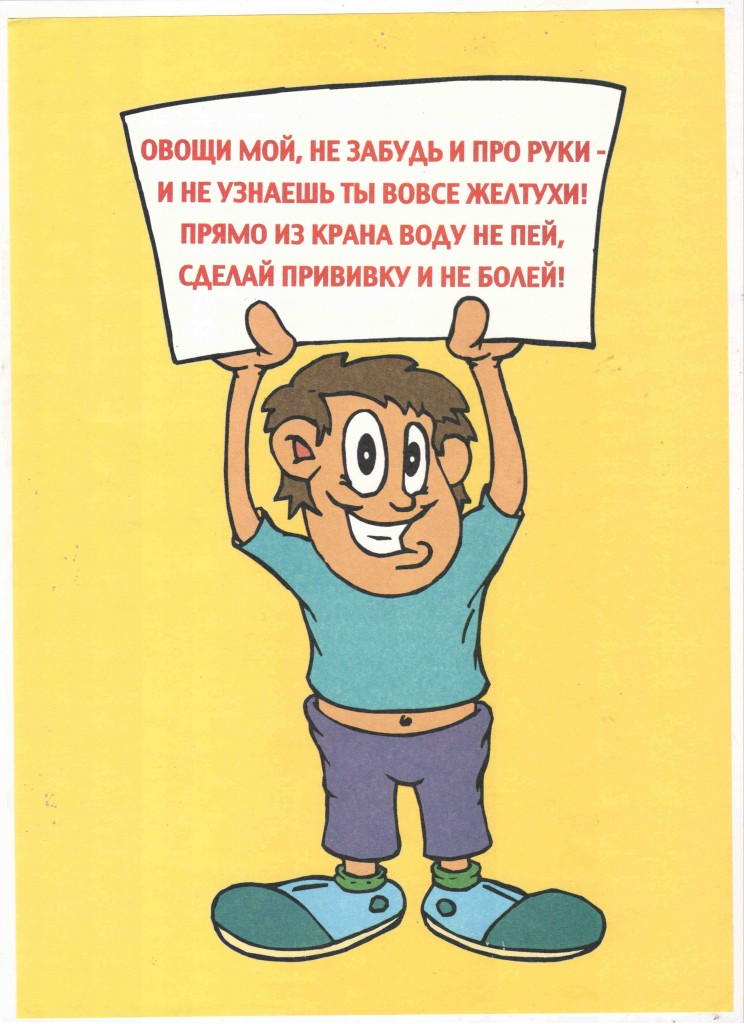 ОВОЩИ МОЙ, НЕ ЗАБУДЬ И ПРО РУКИ -
И НЕ УЗНАЕШЬ ТЫ ВОВСЕ ЖЕЛТУХИ!
ПРЯМО ИЗ КРАНА ВОДУ НЕ ПЕЙ,
СДЕЛАЙ ПРИВИВКУ И НЕ БОЛЕЙ!